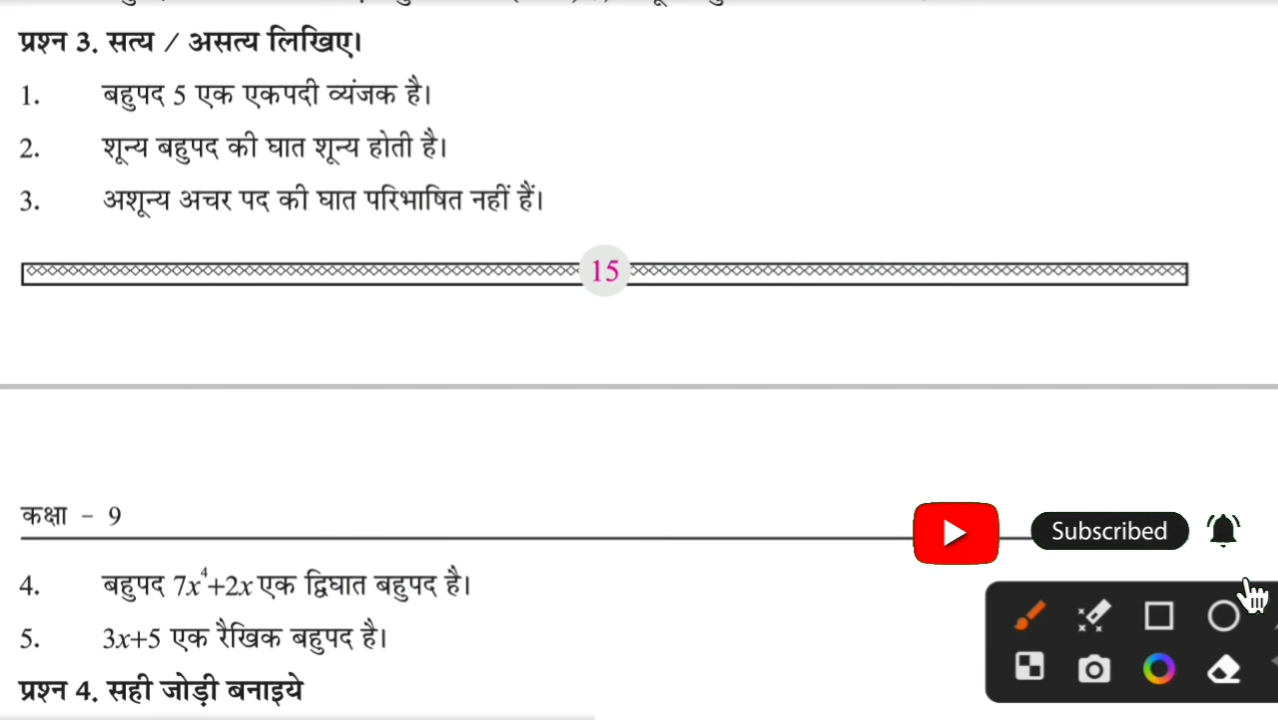 प्रश्न 3. सत्य / असत्य लिखिए।
1. बहुपद 5 एक एकपदी व्यंजक है।
2. शून्य बहुपद की घात शून्य होती है।
3. अशून्य अचर पद की घात परिभाषित नहीं हैं।
15
कक्षा - 9
Subscribed
4. बहुपद 7x⁴+2x एक द्विघात बहुपद है।
5. 3x+5 एक रैखिक बहुपद है।
प्रश्न 4. सही जोड़ी बनाइये